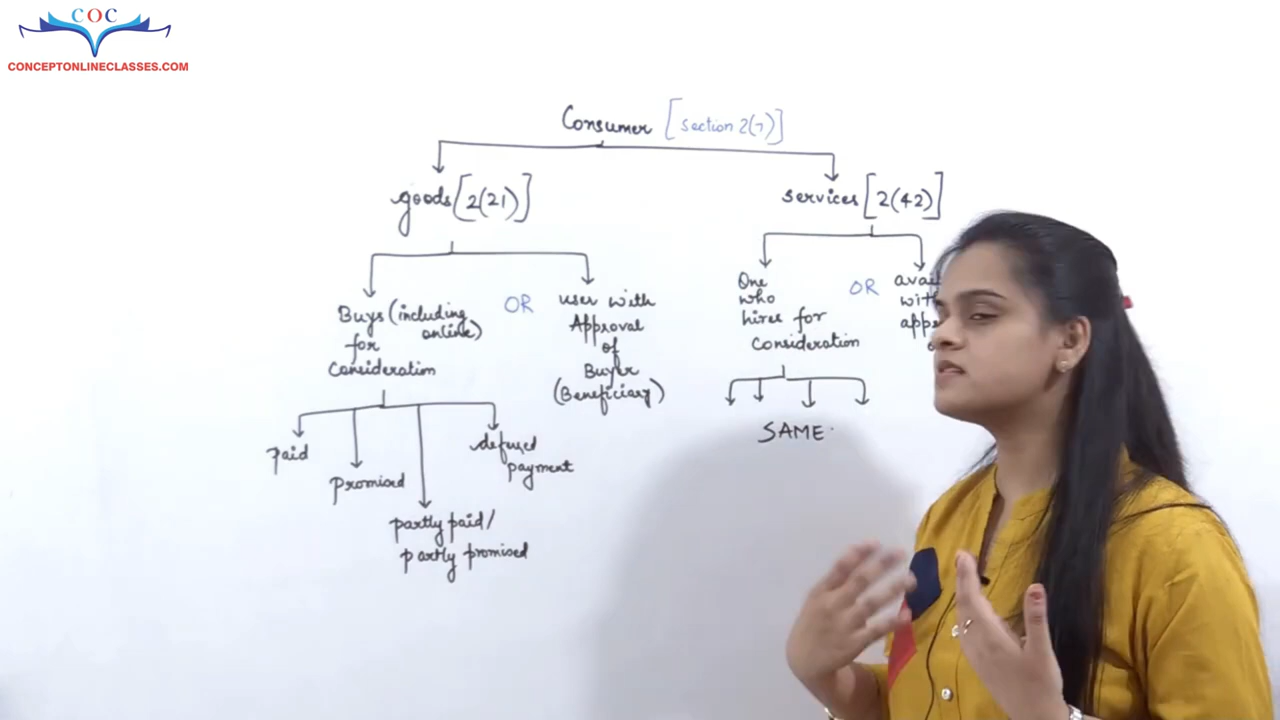 COC
CONCEPTONLINECLASSES.COM
Consumer [Section 2(7)]
goods [2(21)]
services [2(42)]
Buys (including
online)
for
Consideration
OR
user with
Approval
of
Buyer
(Beneficiary)
One
who
hires for
Consideration
OR
paid
promised
partly paid/
partly promised
defused
payment
SAME